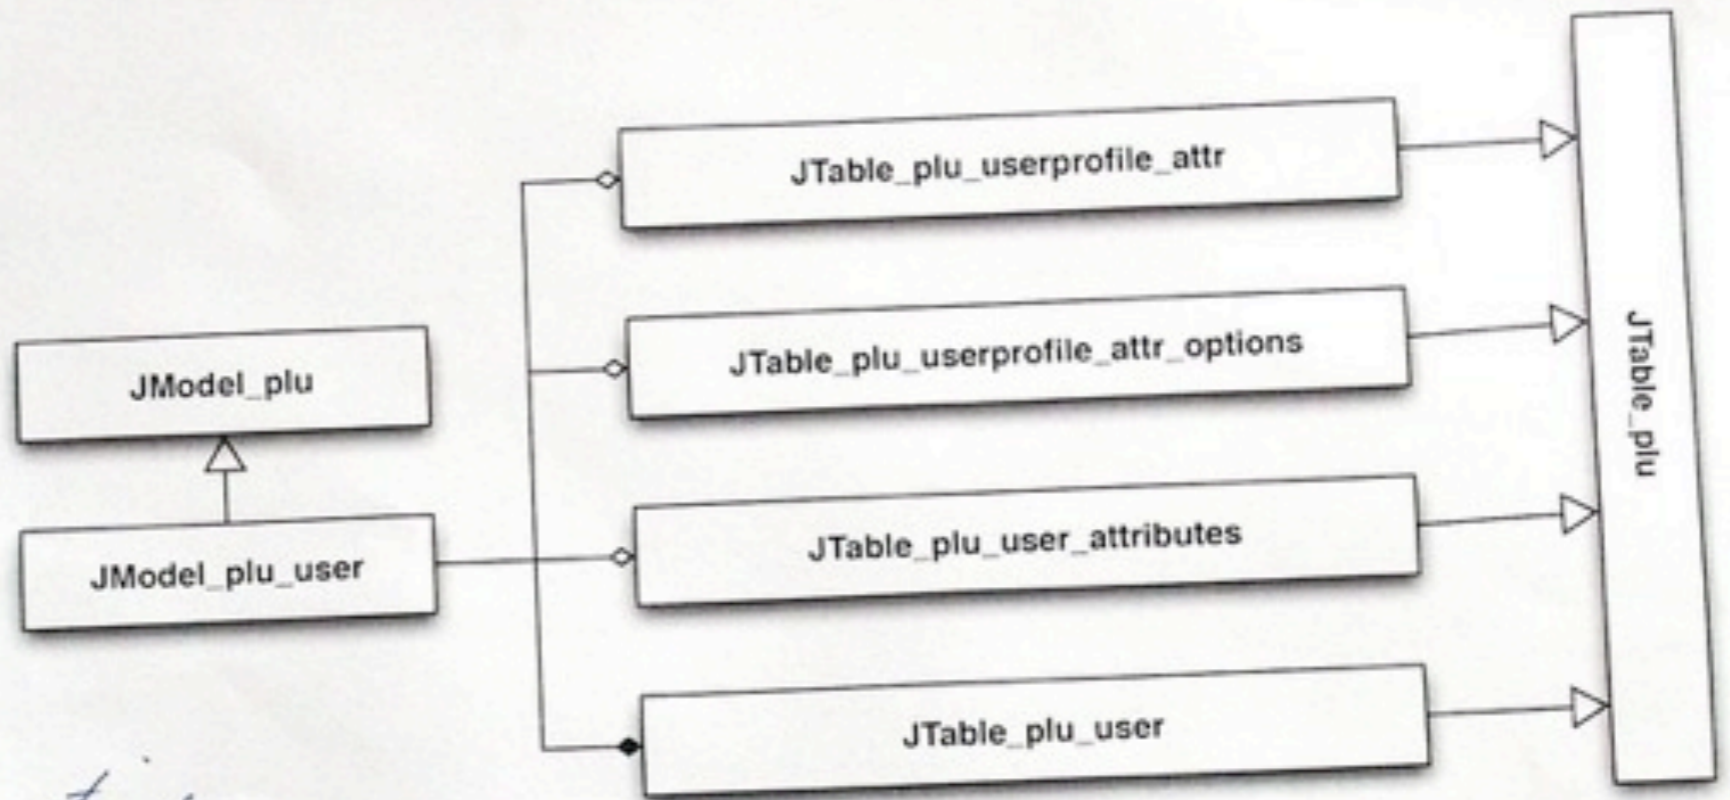 JTable_plu_userprofile_attr
JTable_plu_userprofile_attr_options
JModel_plu
JTable_plu
JTable_plu_user_attributes
JModel_plu_user
JTable_plu_user